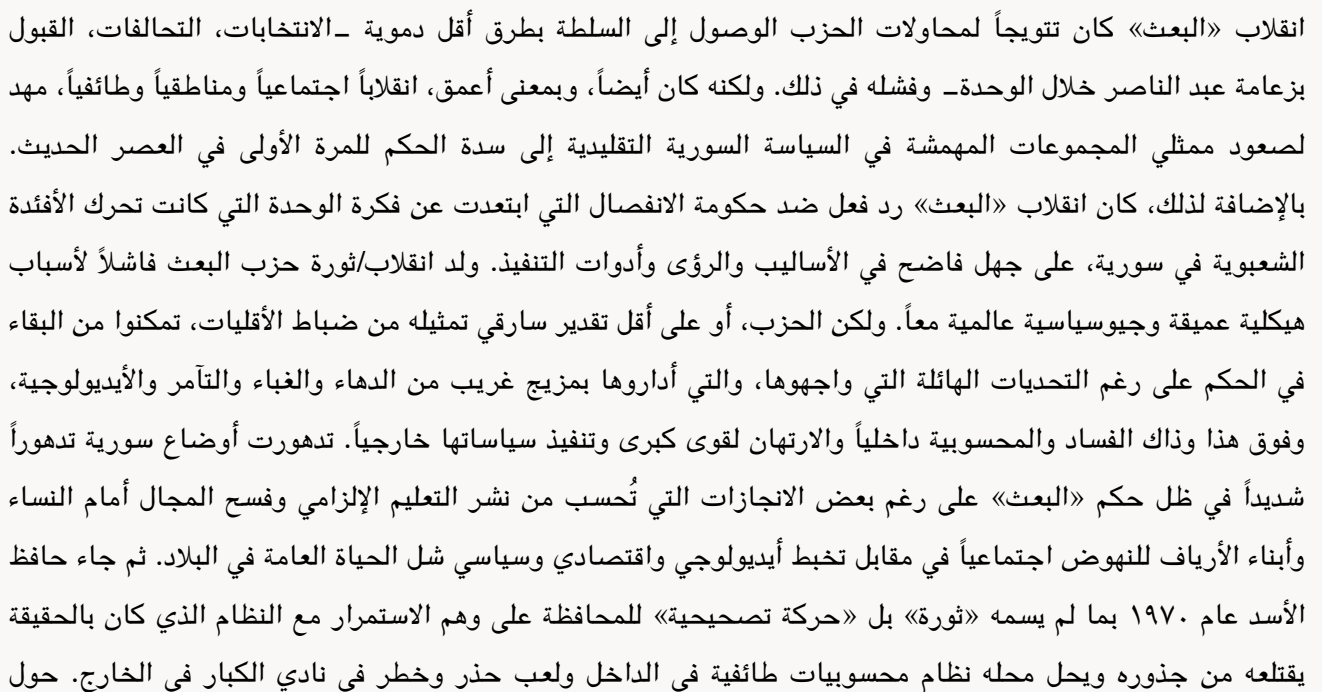 انقلاب «البعث» كان تتويجاً لمحاولات الحزب الوصول إلى السلطة بطرق أقل دموية ــالانتخابات، التحالفات، القبول
بزعامة عبد الناصر خلال الوحدةــ وفشله في ذلك. ولكنه كان أيضاً، وبمعنى أعمق، انقلاباً اجتماعياً ومناطقياً وطائفياً، مهد
لصعود ممثلي المجموعات المهمشة في السياسة السورية التقليدية إلى سدة الحكم للمرة الأولى في العصر الحديث.
بالإضافة لذلك، كان انقلاب «البعث» رد فعل ضد حكومة الانفصال التي ابتعدت عن فكرة الوحدة التي كانت تحرك الأفئدة
الشعبوية في سورية، على جهل فاضح في الأساليب والرؤى وأدوات التنفيذ. ولد انقلاب/ثورة حزب البعث فاشلاً لأسباب
هيكلية عميقة وجيوسياسية عالمية معاً. ولكن الحزب، أو على أقل تقدير سارقي تمثيله من ضباط الأقليات، تمكنوا من البقاء
في الحكم على رغم التحديات الهائلة التي واجهوها، والتي أداروها بمزيج غريب من الدهاء والغباء والتآمر والأيديولوجية،
وفوق هذا وذاك الفساد والمحسوبية داخلياً والارتهان لقوى كبرى وتنفيذ سياساتها خارجياً. تدهورت أوضاع سورية تدهوراً
شديداً في ظل حكم «البعث» على رغم بعض الانجازات التي تُحسب من نشر التعليم الإلزامي وفسح المجال أمام النساء
وأبناء الأرياف للنهوض اجتماعياً في مقابل تخبط أيديولوجي واقتصادي وسياسي شل الحياة العامة في البلاد. ثم جاء حافظ
الأسد عام ١٩٧٠ بما لم يسمه «ثورة» بل «حركة تصحيحية» للمحافظة على وهم الاستمرار مع النظام الذي كان بالحقيقة
يقتلعه من جذوره ويحل محله نظام محسوبيات طائفية في الداخل ولعب حذر وخطر في نادي الكبار في الخارج. حول